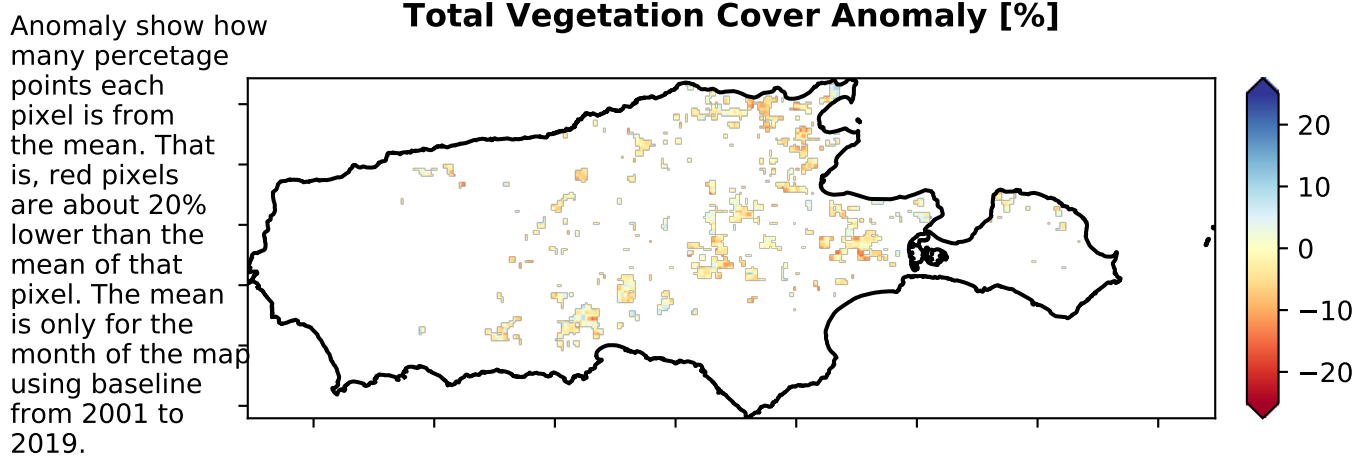 Total Vegetation Cover Anomaly [%]
Anomaly show how
many percetage
points each
pixel is from
the mean. That
is, red pixels
are about 20%
lower than the
mean of that
pixel. The mean
is only for the
month of the map
using baseline
from 2001 to
2019.
20
10
0
−10
−20